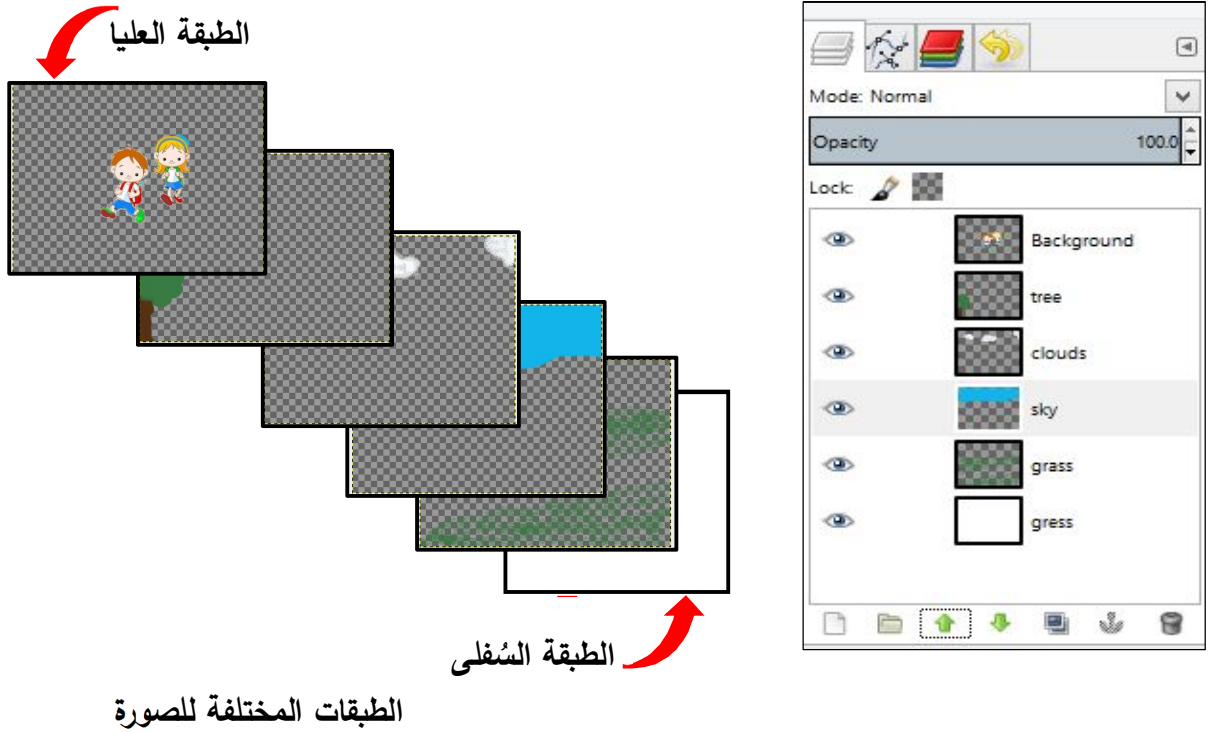 الطبقة العليا
الطبقة السُفلى
الطبقات المختلفة للصورة
Mode: Normal
Opacity 100.0
Lock:
Background
tree
clouds
sky
grass
gress